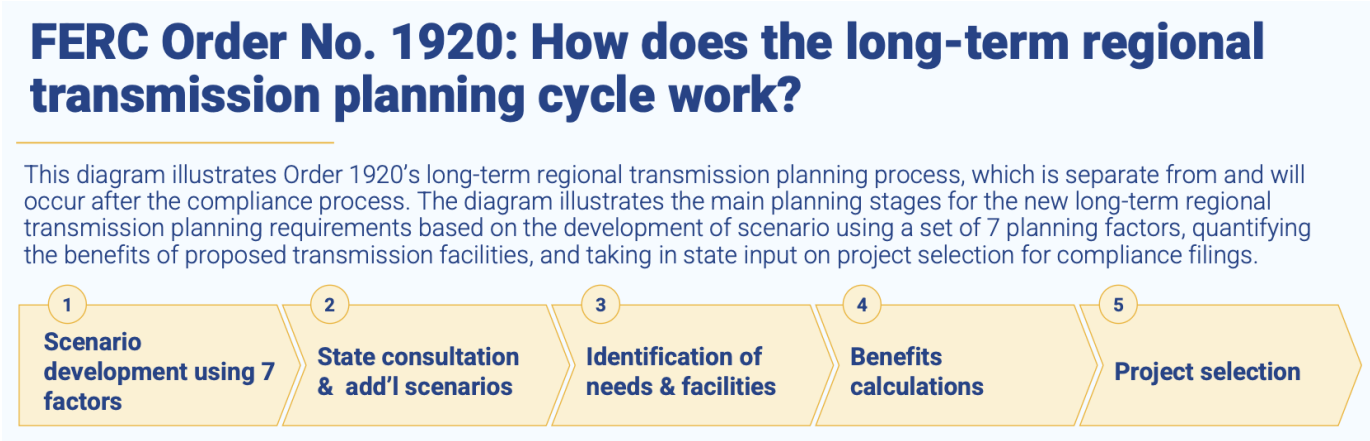 FERC Order No. 1920: How does the long-term regional
transmission planning cycle work?
This diagram illustrates Order 1920’s long-term regional transmission planning process, which is separate from and will
occur after the compliance process. The diagram illustrates the main planning stages for the new long-term regional
transmission planning requirements based on the development of scenario using a set of 7 planning factors, quantifying
the benefits of proposed transmission facilities, and taking in state input on project selection for compliance filings.
1
Scenario
development using 7
factors
2
State consultation
& add’l scenarios
3
Identification of
needs & facilities
4
Benefits
calculations
5
Project selection